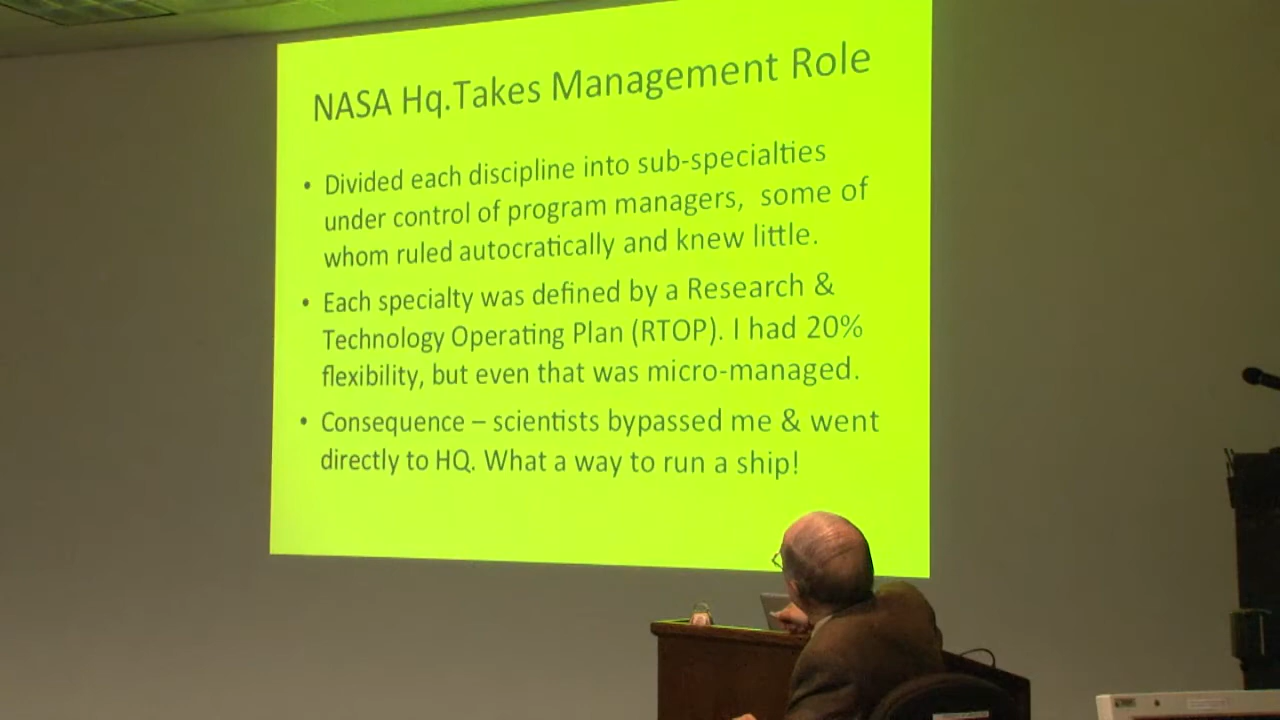 NASA Hq.Takes Management Role
• Divided each discipline into sub-specialties
under control of program managers, some of
whom ruled autocratically and knew little.
• Each specialty was defined by a Research &
Technology Operating Plan (RTOP). I had 20%
flexibility, but even that was micro-managed.
• Consequence – scientists bypassed me & went
directly to HQ. What a way to run a ship!